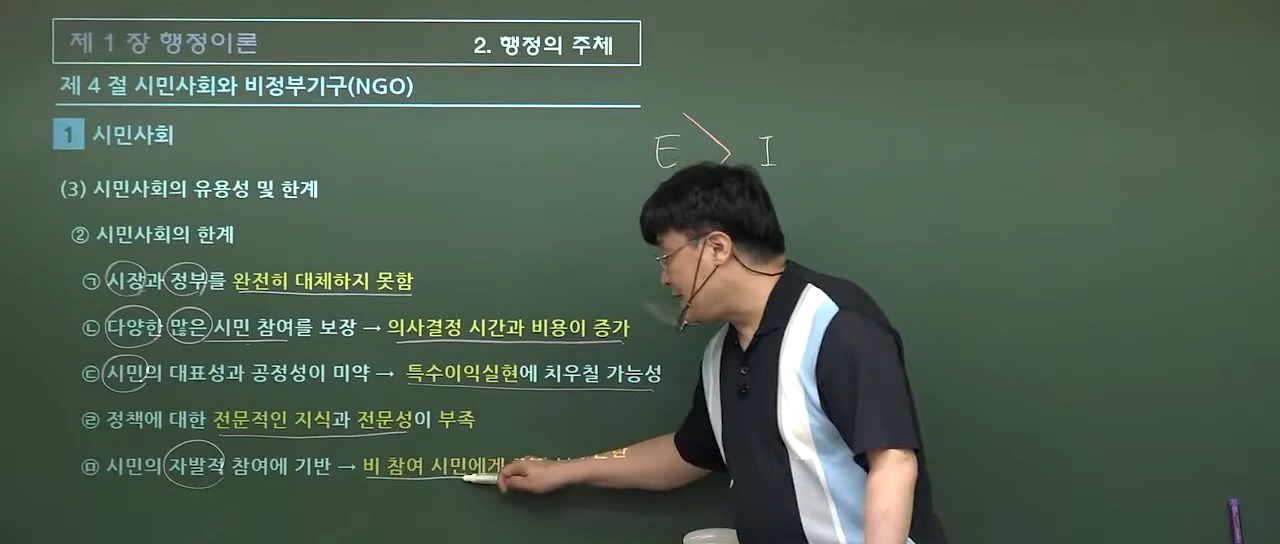 제 1 장 행정이론
2. 행정의 주체
제 4 절 시민사회와 비정부기구(NGO)
1 시민사회
E > I
(3) 시민사회의 유용성 및 한계
② 시민사회의 한계
㉠ 시장과 정부를 완전히 대체하지 못함
㉡ 다양한 많은 시민 참여를 보장 → 의사결정 시간과 비용이 증가
㉢ 시민의 대표성과 공정성이 미약 → 특수이익실현에 치우칠 가능성
㉣ 정책에 대한 전문적인 지식과 전문성이 부족
㉤ 시민의 자발적 참여에 기반 → 비 참여 시민에게